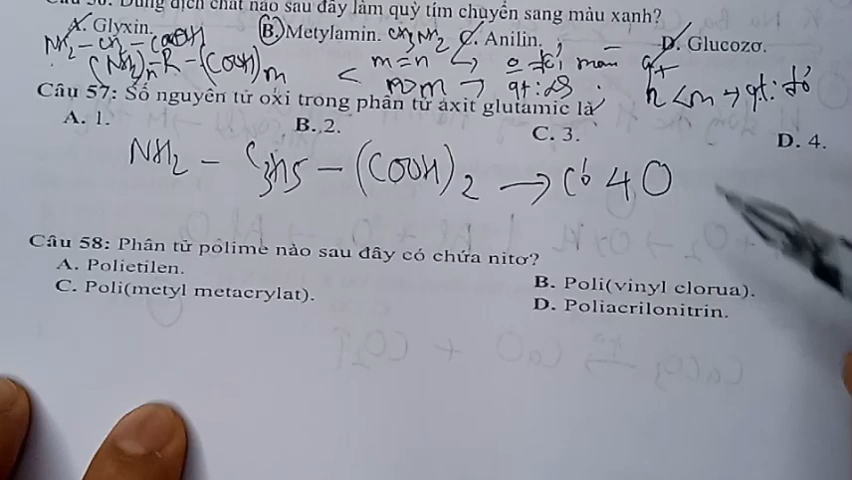 Câu 56: Dung dịch chất nào sau đây làm quỳ tím chuyển sang màu xanh?
A. Glyxin. B. Metylamin. CH3NH2 C. Anilin. D. Glucozơ.
NH2 - CH2 - COOH
(NH2)n - R - (COOH)m
m = n → 0 đổi màu qt
n > m → qt: xanh
n < m → qt: đỏ
Câu 57: Số nguyên tử oxi trong phân tử axit glutamic là
A. 1. B. 2. C. 3. D. 4.
NH2 - C3H5 - (COOH)2 → có 4 O
Câu 58: Phân tử polime nào sau đây có chứa nitơ?
A. Polietilen. B. Poli(vinyl clorua).
C. Poli(metyl metacrylat). D. Poliacrilonitrin.